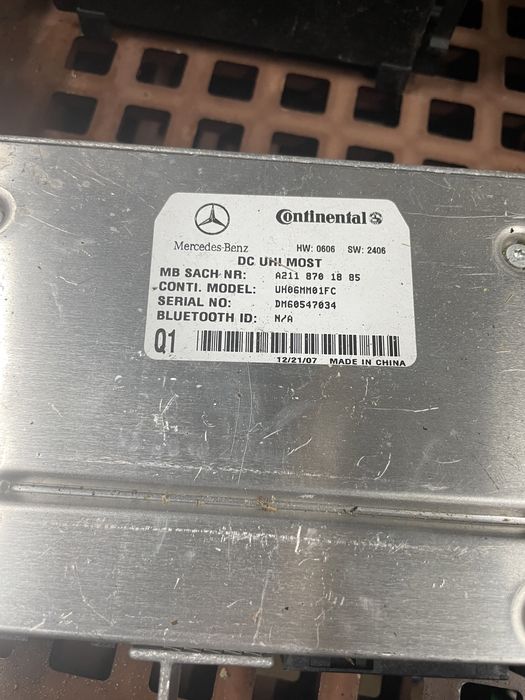 Mercedes-Benz
Continental
HW: 0606 SW: 2406
DC UHI MOST
MB SACH NR: A211 870 18 85
CONTI. MODEL: UH06MM01FC
SERIAL NO: DM60547034
BLUETOOTH ID: N/A
Q1
12/21/07 MADE IN CHINA